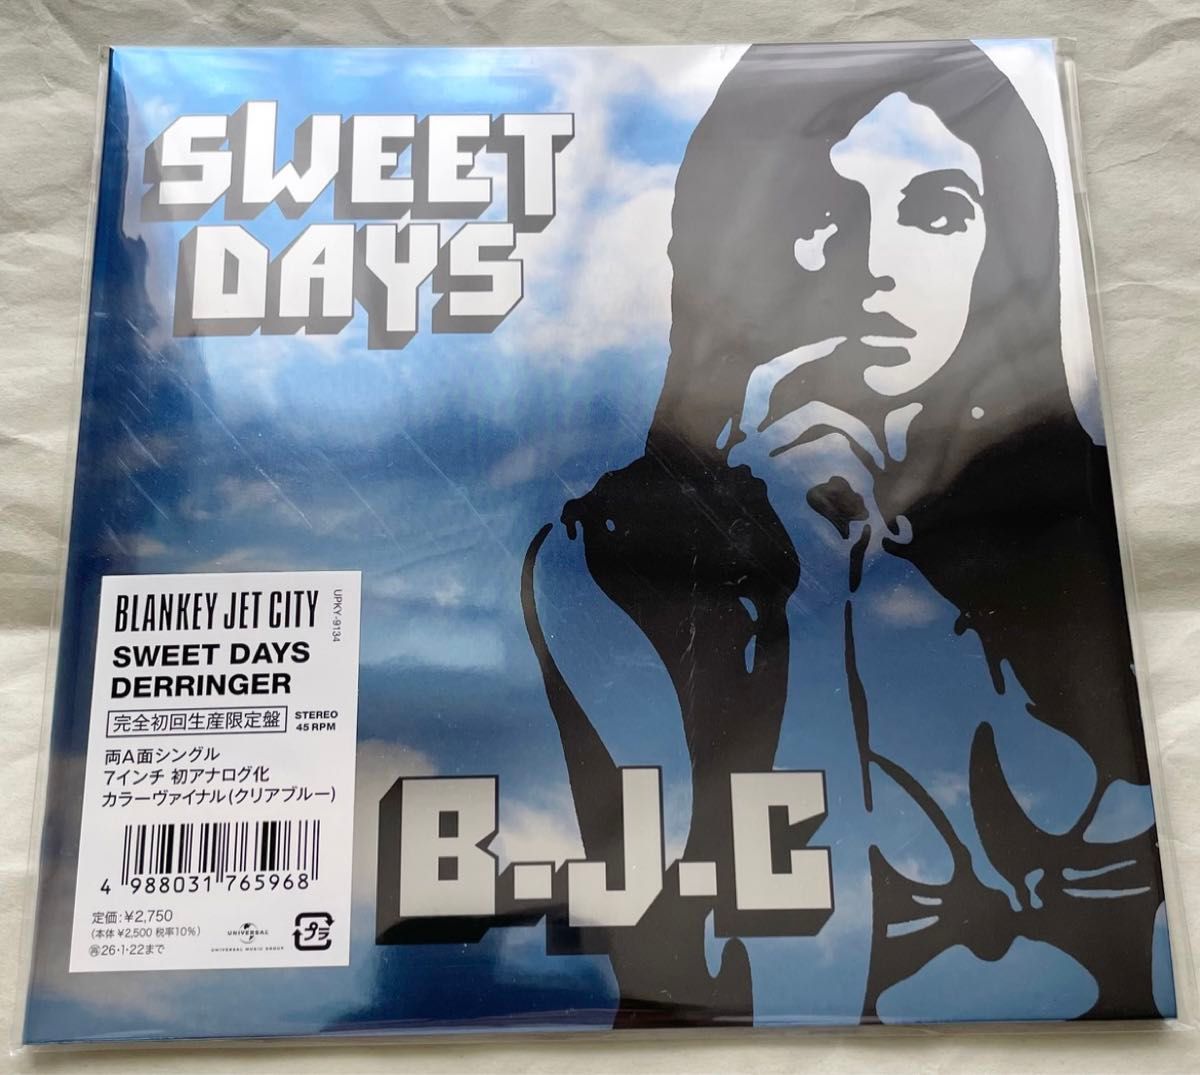 SWEET
DAYS
BLANKEY JET CITY
UPKY-9134
SWEET DAYS
DERRINGER
完全初回生産限定盤
STEREO
45 RPM
両A面シングル
7インチ 初アナログ化
カラーヴァイナル(クリアブルー)
4 988031 765968
定価:¥2,750
(本体 ¥2,500 税率10%)
㋐26・1・22まで
UNIVERSAL
UNIVERSAL MUSIC GROUP
プラ
B.J.C